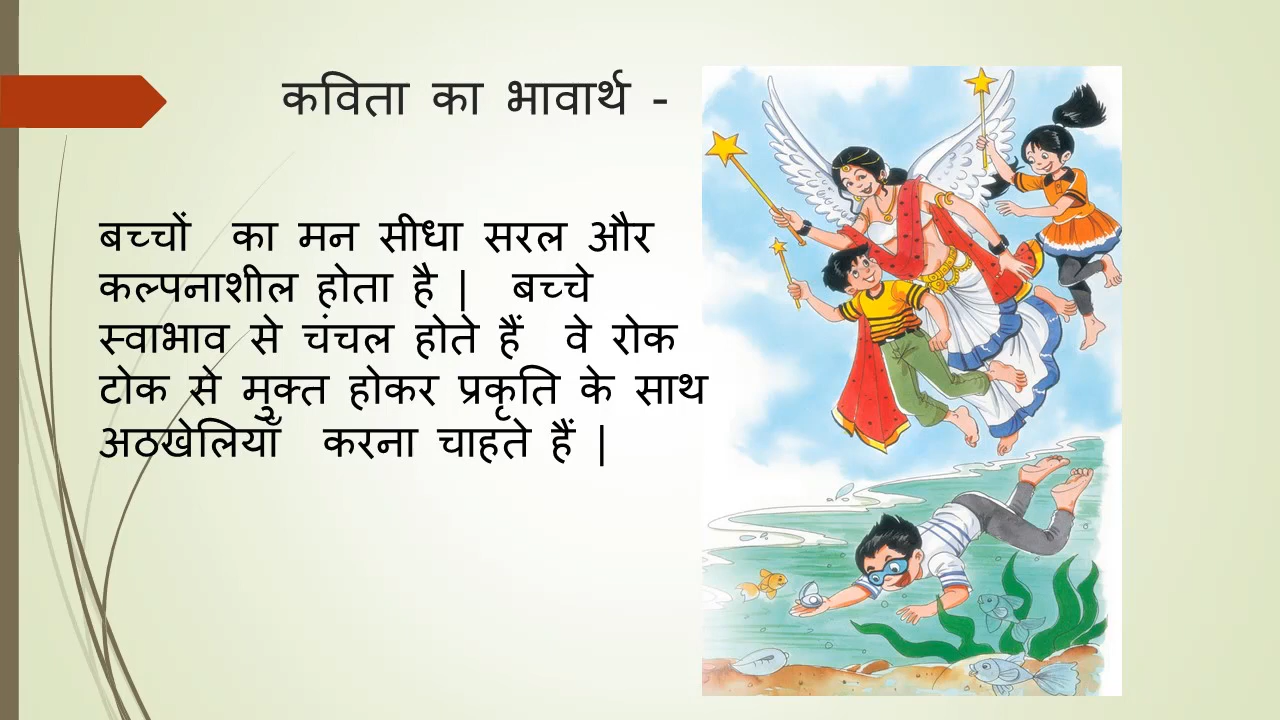 कविता का भावार्थ -
बच्चों का मन सीधा सरल और
कल्पनाशील होता है |  बच्चे
स्वाभाव से चंचल होते हैं  वे रोक
टोक से मुक्त होकर प्रकृति के साथ
अठखेलियाँ  करना चाहते हैं |